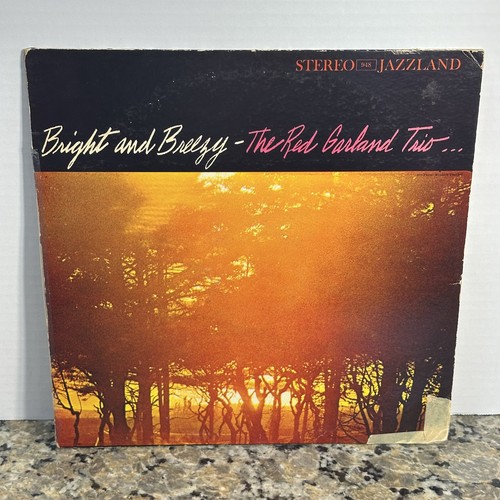 STEREO 948 JAZZLAND
Bright and Breezy - The Red Garland Trio...